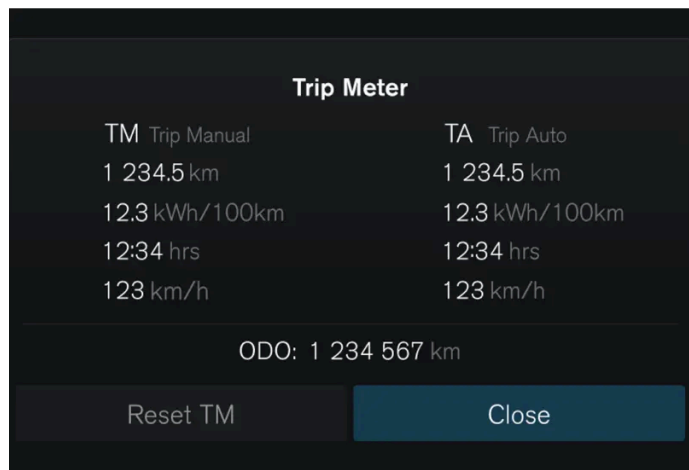 Trip Meter
TM Trip Manual
1 234.5 km
12.3 kWh/100km
12:34 hrs
123 km/h
TA Trip Auto
1 234.5 km
12.3 kWh/100km
12:34 hrs
123 km/h
ODO: 1 234 567 km
Reset TM
Close